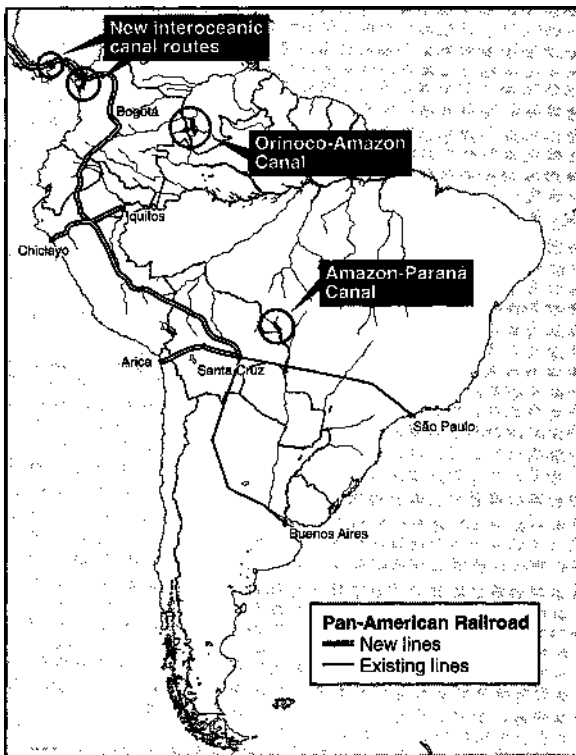 New interoceanic
canal routes
Bogotá
Orinoco-Amazon
Canal
Iquitos
Chiclayo
Amazon-Paraná
Canal
Arica
Santa Cruz
São Paulo
Buenos Aires
Pan-American Railroad
New lines
Existing lines